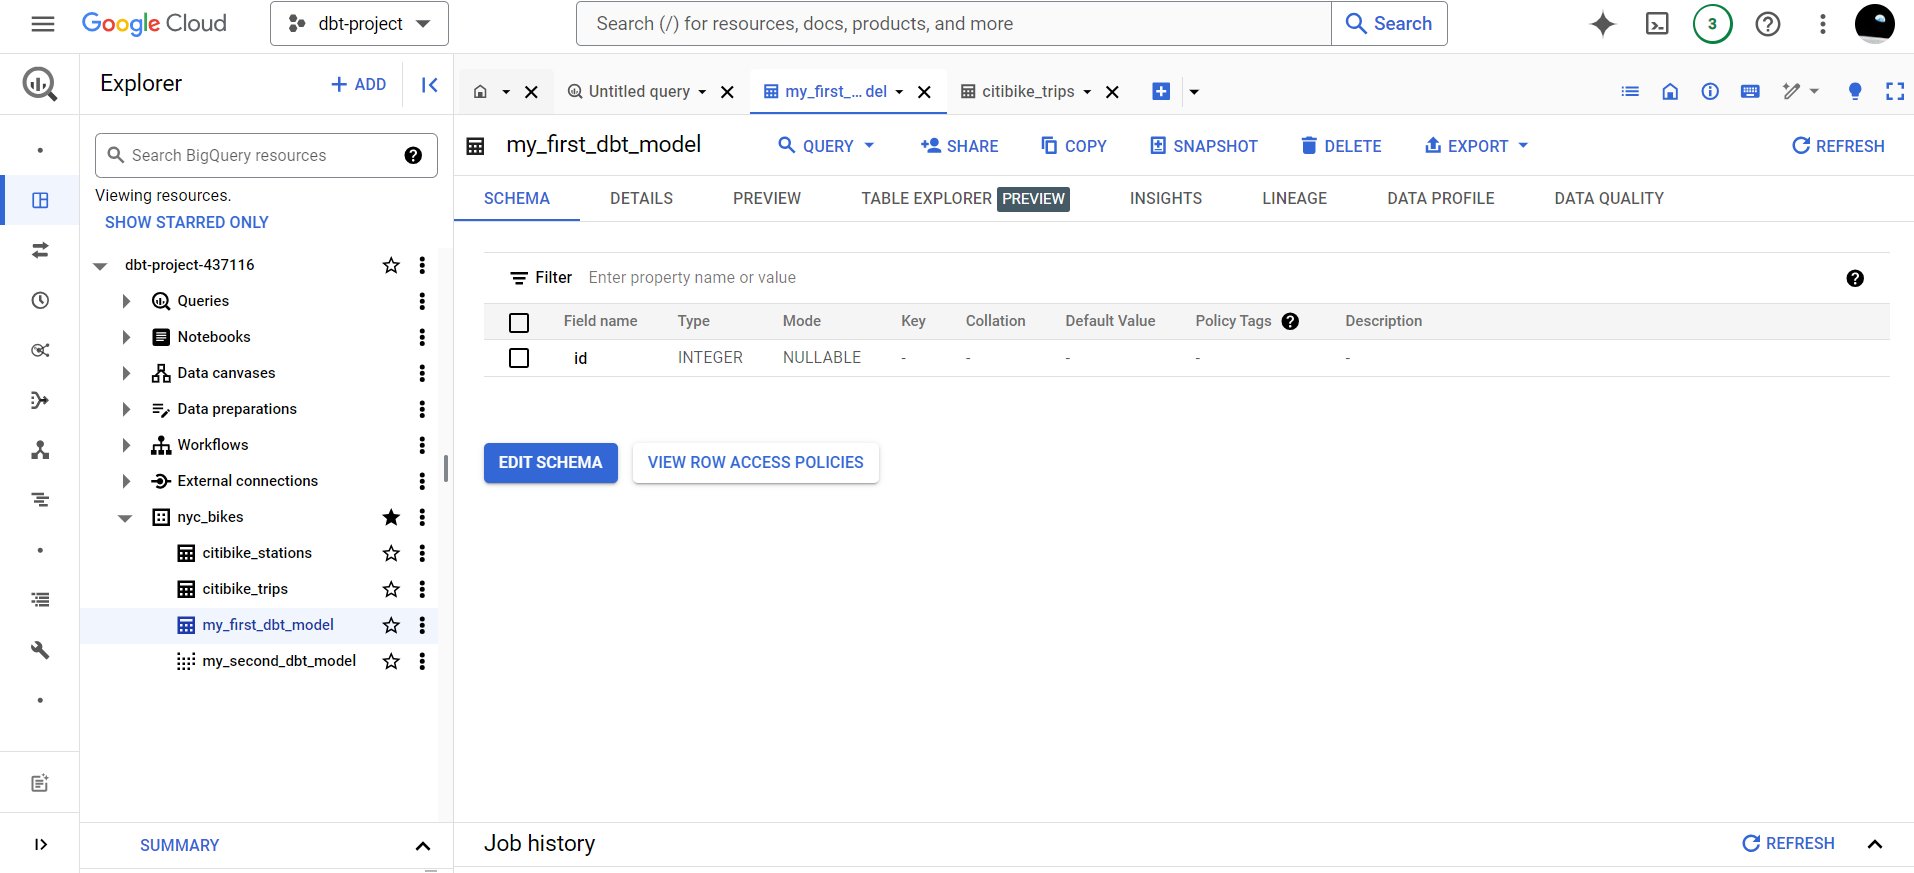 Google Cloud
dbt-project
Search (/) for resources, docs, products, and more
Search
3
Explorer
ADD
Untitled query
my_first_... del
citibike_trips
Search BigQuery resources
Viewing resources.
SHOW STARRED ONLY
dbt-project-437116
Queries
Notebooks
Data canvases
Data preparations
Workflows
External connections
nyc_bikes
citibike_stations
citibike_trips
my_first_dbt_model
my_second_dbt_model
SUMMARY
my_first_dbt_model
QUERY
SHARE
COPY
SNAPSHOT
DELETE
EXPORT
REFRESH
SCHEMA DETAILS PREVIEW TABLE EXPLORER PREVIEW INSIGHTS LINEAGE DATA PROFILE DATA QUALITY
Filter Enter property name or value
Field name Type Mode Key Collation Default Value Policy Tags Description
id INTEGER NULLABLE - - - - -
EDIT SCHEMA
VIEW ROW ACCESS POLICIES
Job history
REFRESH